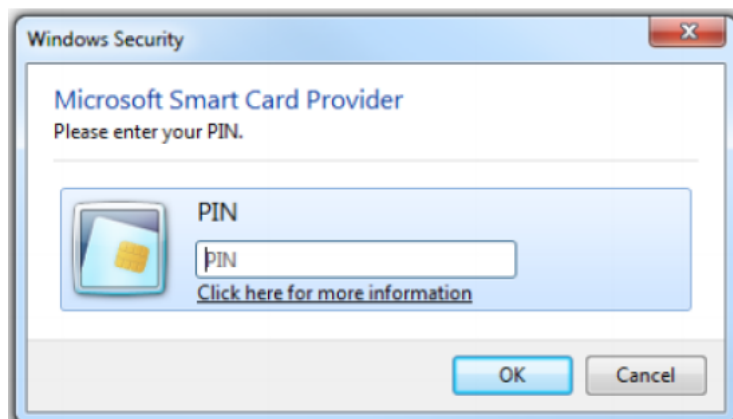 Windows Security
Microsoft Smart Card Provider
Please enter your PIN.
PIN
PIN
Click here for more information
OK
Cancel